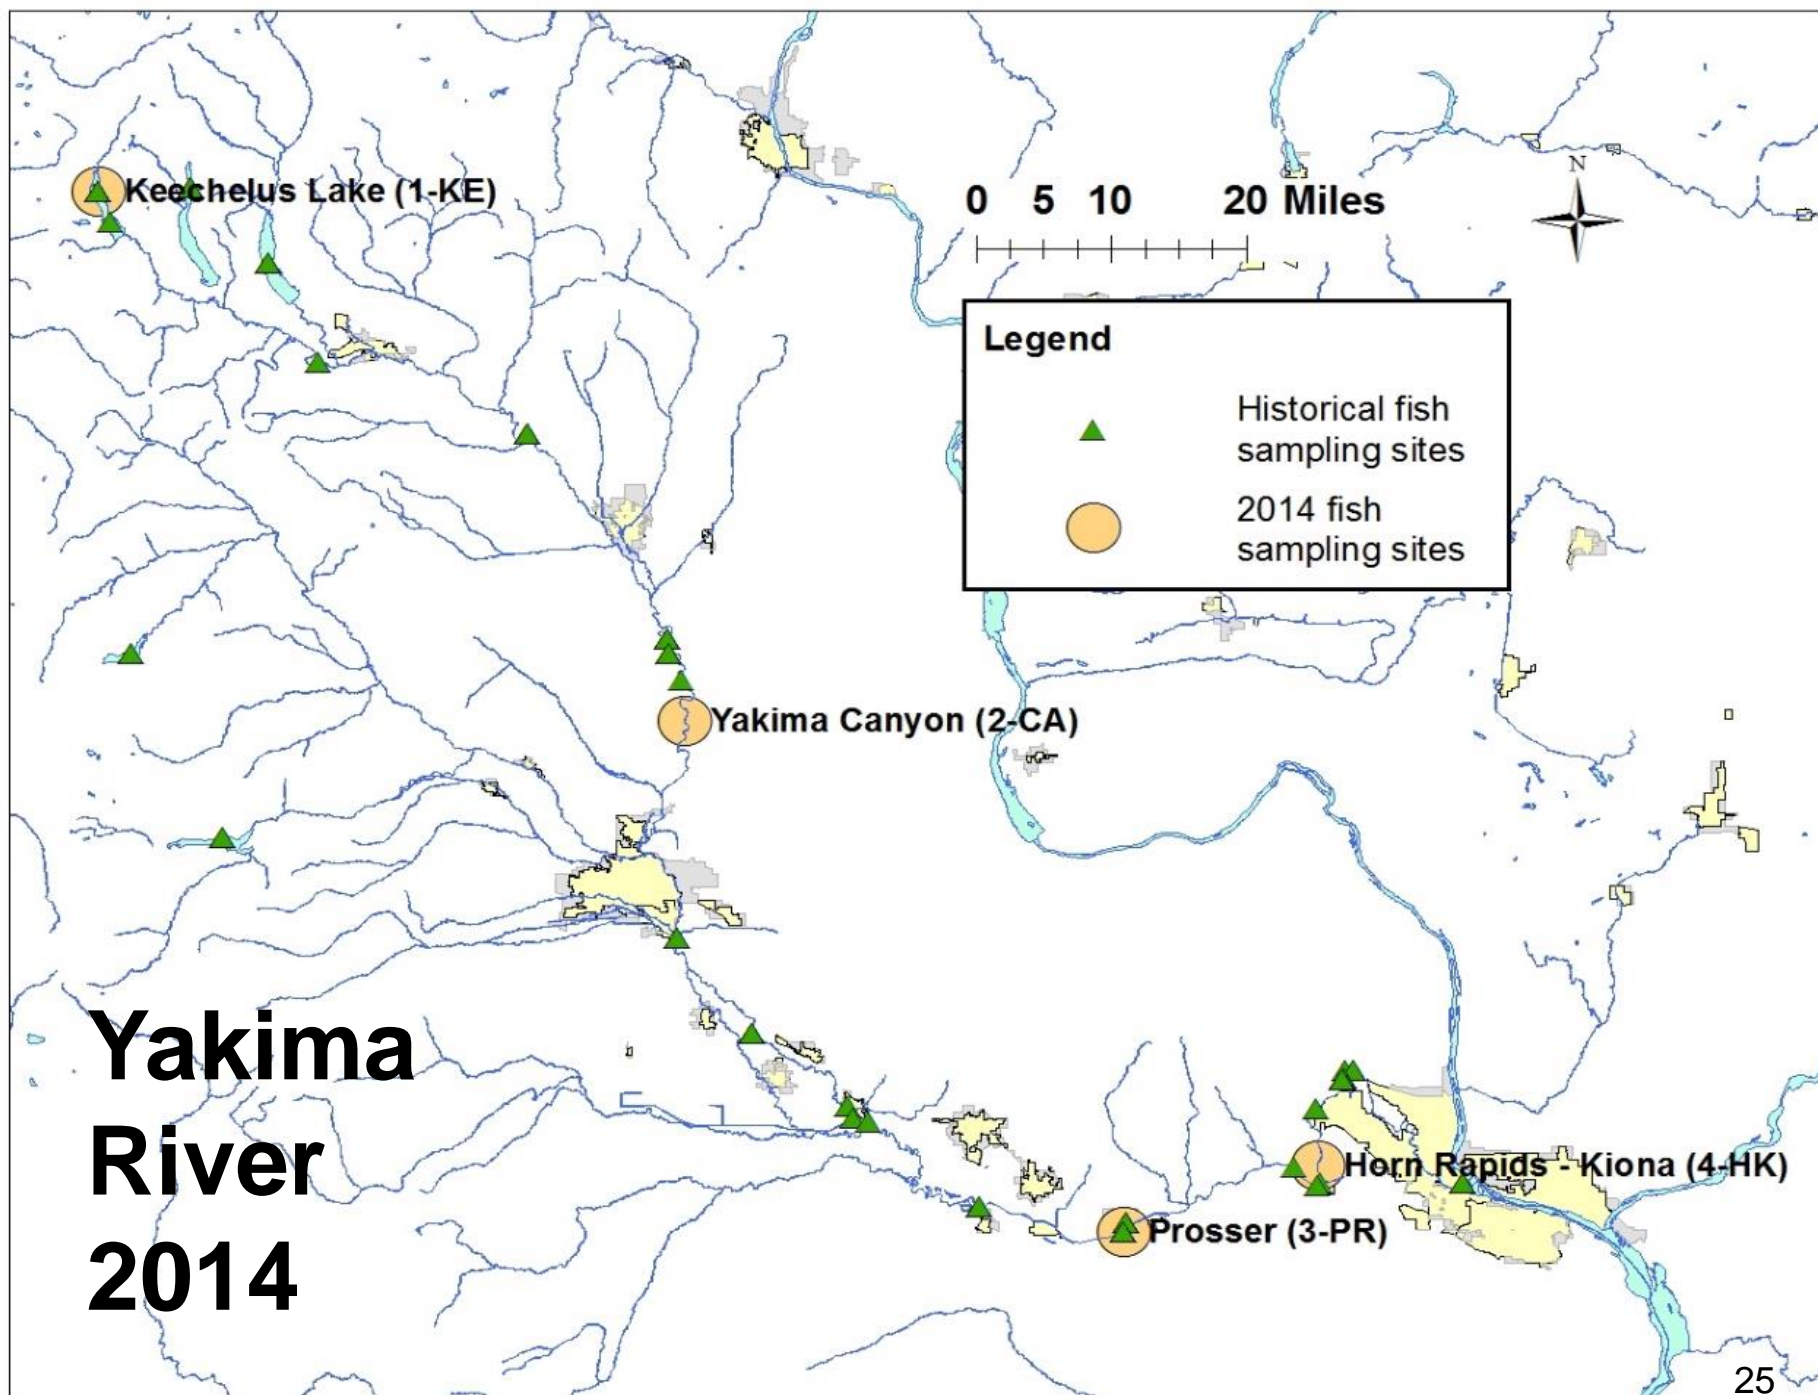 Keechelus Lake (1-KE)
N
0 5 10 20 Miles
Legend
Historical fish
sampling sites
2014 fish
sampling sites
Yakima Canyon (2-CA)
Horn Rapids - Kiona (4-HK)
Prosser (3-PR)
Yakima
River
2014
25